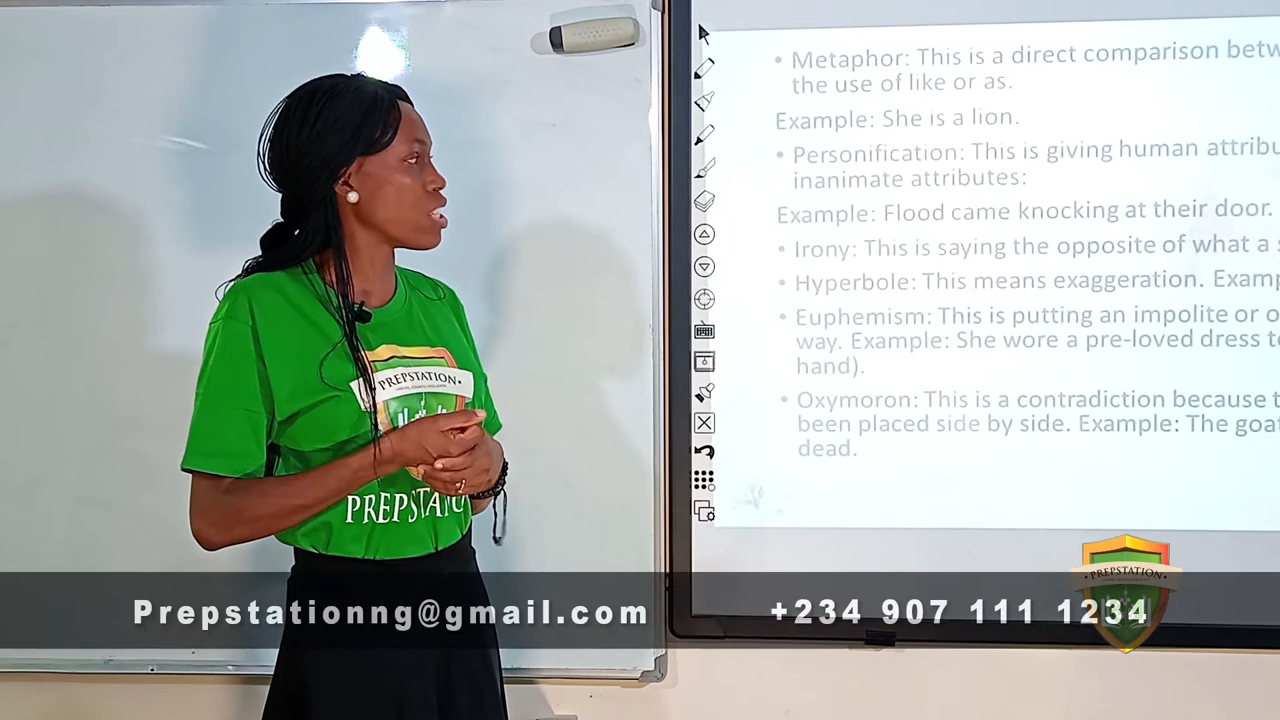 • Metaphor: This is a direct comparison betw
the use of like or as.
Example: She is a lion.
• Personification: This is giving human attribu
inanimate attributes:
Example: Flood came knocking at their door.
• Irony: This is saying the opposite of what a s
• Hyperbole: This means exaggeration. Examp
• Euphemism: This is putting an impolite or o
way. Example: She wore a pre-loved dress to
hand).
• Oxymoron: This is a contradiction because t
been placed side by side. Example: The goat
dead.
• PREPSTATION •
PREPSTATIO
• PREPSTATION •
Prepstationng@gmail.com
+234 907 111 1234